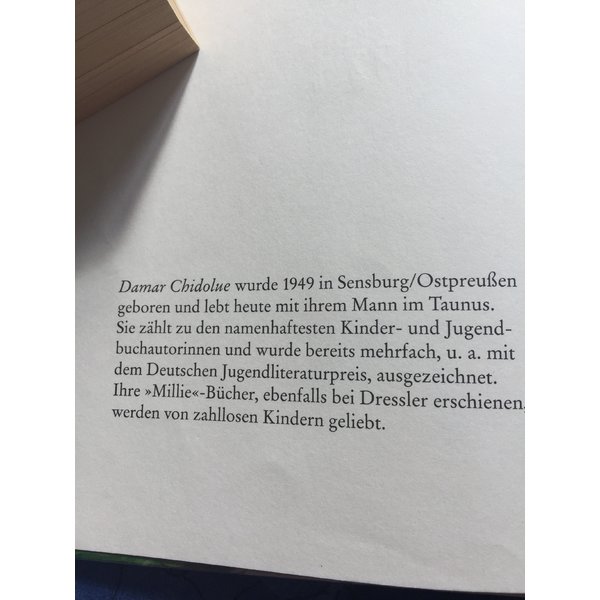 Damar Chidolue wurde 1949 in Sensburg/Ostpreußen
geboren und lebt heute mit ihrem Mann im Taunus.
Sie zählt zu den namenhaftesten Kinder- und Jugend-
buchautorinnen und wurde bereits mehrfach, u. a. mit
dem Deutschen Jugendliteraturpreis, ausgezeichnet.
Ihre »Millie«-Bücher, ebenfalls bei Dressler erschienen,
werden von zahllosen Kindern geliebt.